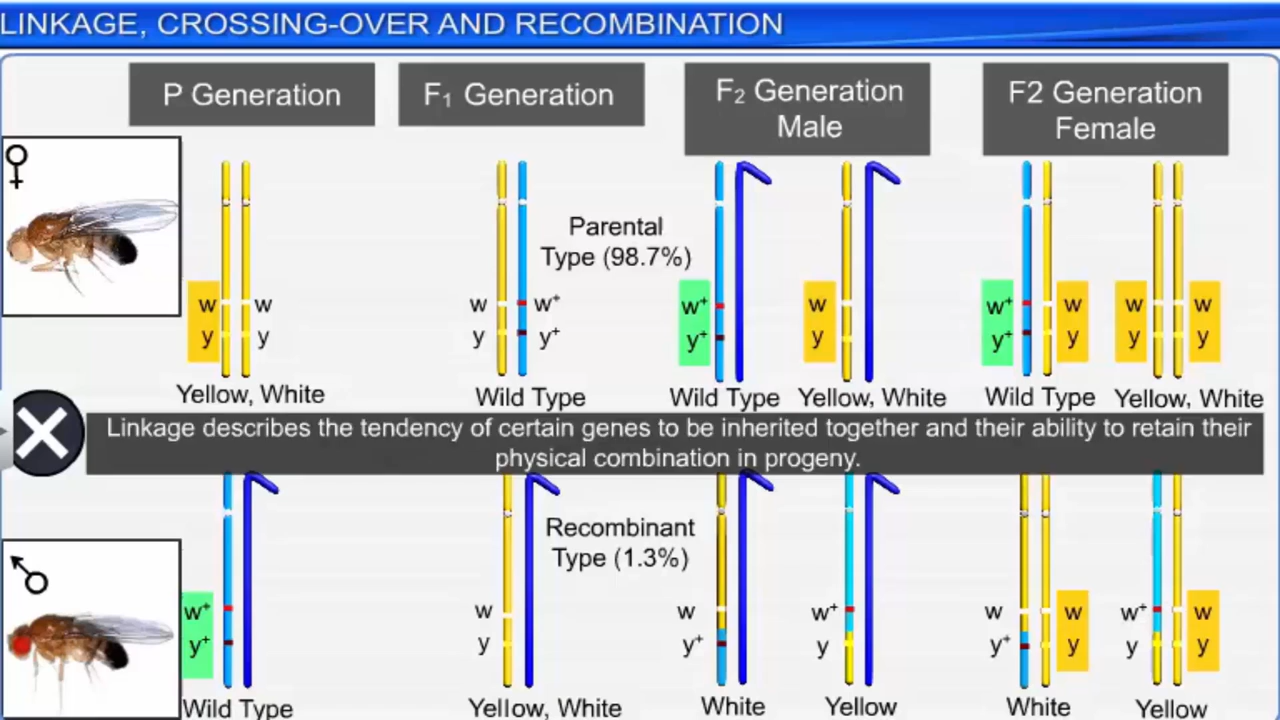 LINKAGE, CROSSING-OVER AND RECOMBINATION
P Generation
F₁ Generation
F₂ Generation
Male
F2 Generation
Female
Parental
Type (98.7%)
w w
y y
w w⁺
y y⁺
w⁺
y⁺
w
y
w⁺ w
y⁺ y
w w
y y
Yellow, White
Wild Type
Wild Type
Yellow, White
Wild Type
Yellow, White
Linkage describes the tendency of certain genes to be inherited together and their ability to retain their
physical combination in progeny.
Recombinant
Type (1.3%)
w⁺
y⁺
w
y
w
y⁺
w⁺
y
w w
y⁺ y
w⁺ w
y y
Wild Type
Yellow, White
White
Yellow
White
Yellow